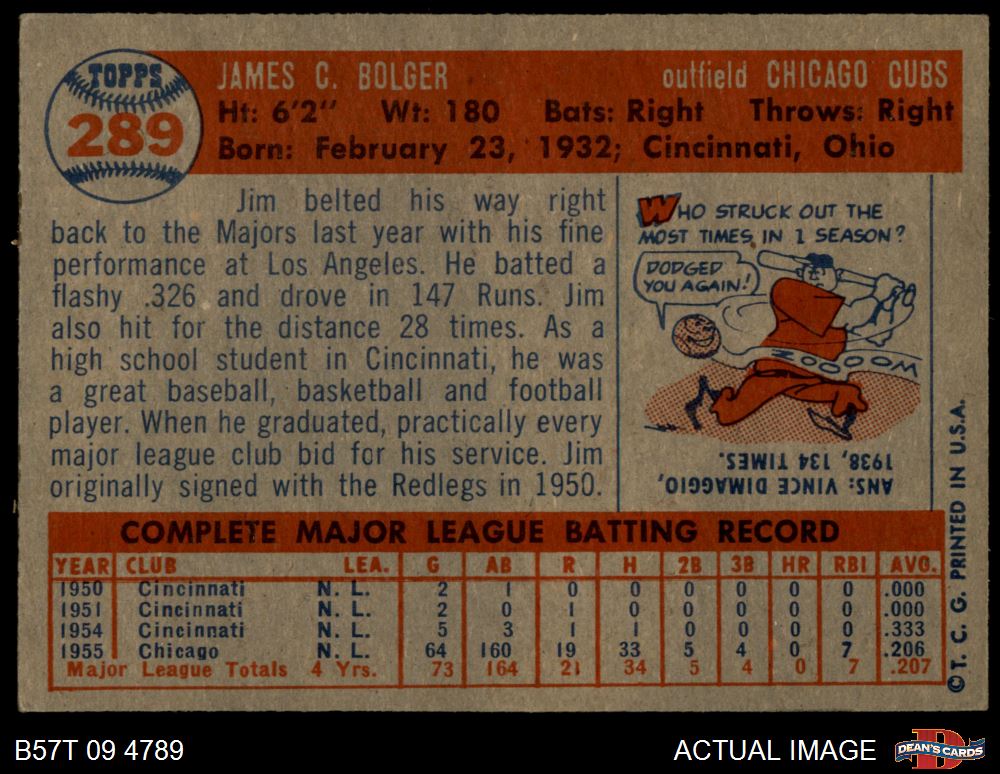 TOPPS
289
JAMES C. BOLGER outfield CHICAGO CUBS
Ht: 6'2" Wt: 180 Bats: Right Throws: Right
Born: February 23, 1932; Cincinnati, Ohio
Jim belted his way right
back to the Majors last year with his fine
performance at Los Angeles. He batted a
flashy .326 and drove in 147 Runs. Jim
also hit for the distance 28 times. As a
high school student in Cincinnati, he was
a great baseball, basketball and football
player. When he graduated, practically every
major league club bid for his service. Jim
originally signed with the Redlegs in 1950.
WHO STRUCK OUT THE
MOST TIMES IN 1 SEASON?
DODGED
YOU AGAIN!
ZOOOOM
ANS: VINCE DIMAGGIO,
1938, 134 TIMES.
COMPLETE MAJOR LEAGUE BATTING RECORD
YEAR CLUB LEA. G AB R H 2B 3B HR RBI AVG.
1950 Cincinnati N. L. 2 1 0 0 0 0 0 0 .000
1951 Cincinnati N. L. 2 0 1 0 0 0 0 0 .000
1954 Cincinnati N. L. 5 3 1 1 0 0 0 0 .333
1955 Chicago N. L. 64 160 19 33 5 4 0 7 .206
Major League Totals 4 Yrs. 73 164 21 34 5 4 0 7 .207
© T. C. G. PRINTED IN U.S.A.
B57T 09 4789
ACTUAL IMAGE
D
DEAN'S CARDS